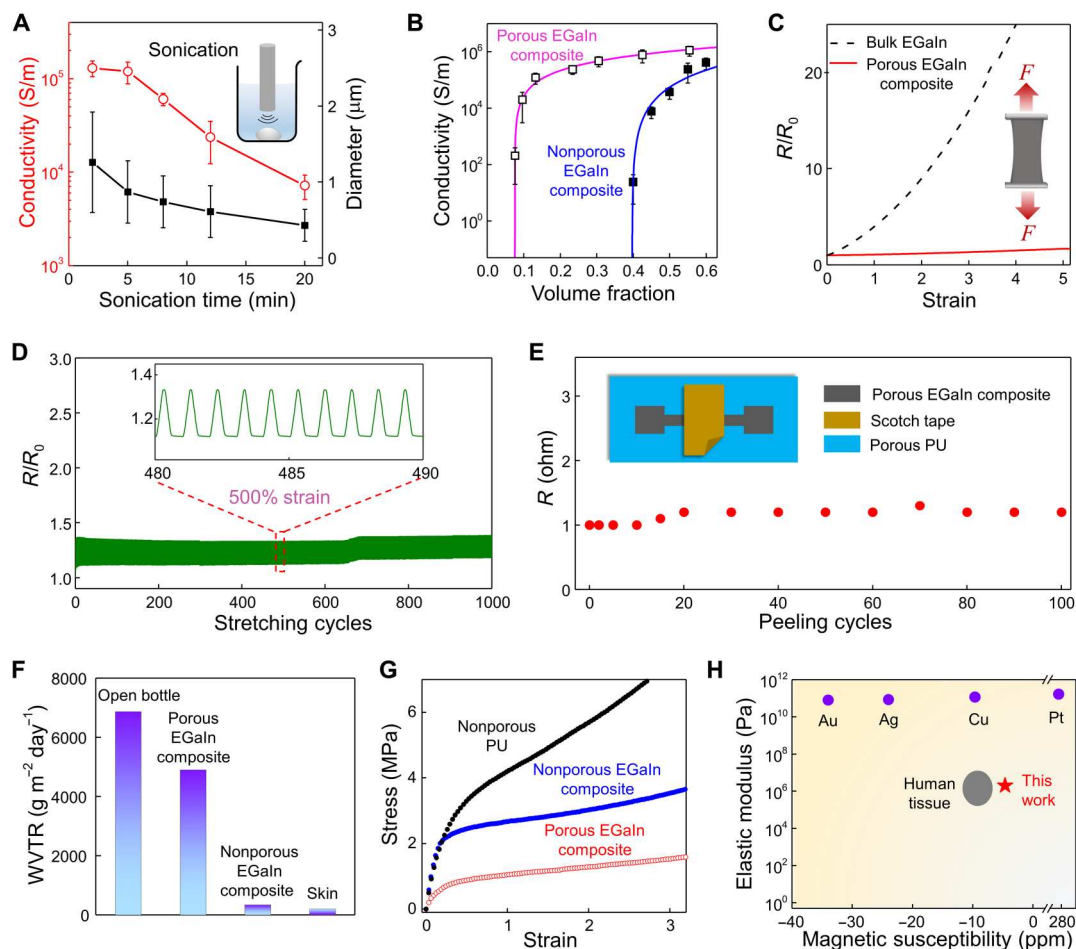 A
Sonication
Conductivity (S/m)
10⁵
10⁴
10³
Diameter (μm)
3
2
1
0
0 5 10 15 20
Sonication time (min)
B
Porous EGaIn
composite
Nonporous
EGaIn
composite
Conductivity (S/m)
10⁶
10⁴
10²
10⁰
0.0 0.1 0.2 0.3 0.4 0.5 0.6
Volume fraction
C
Bulk EGaIn
Porous EGaIn
composite
F
F
R/R₀
20
10
0
0 1 2 3 4 5
Strain
D
R/R₀
3.0
2.5
2.0
1.5
1.0
1.4
1.2
480 485 490
500% strain
0 200 400 600 800 1000
Stretching cycles
E
Porous EGaIn composite
Scotch tape
Porous PU
R (ohm)
3
2
1
0
0 20 40 60 80 100
Peeling cycles
F
WVTR (g m⁻² day⁻¹)
8000
6000
4000
2000
0
Open bottle
Porous
EGaIn
composite
Nonporous
EGaIn
composite
Skin
G
Stress (MPa)
6
4
2
0
Nonporous
PU
Nonporous EGaIn
composite
Porous EGaIn
composite
0 1 2 3
Strain
H
Elastic modulus (Pa)
10¹²
10¹⁰
10⁸
10⁶
10⁴
10²
10⁰
Au Ag Cu Pt
Human
tissue
This
work
−40 −30 −20 −10 0 280
Magnetic susceptibility (ppm)